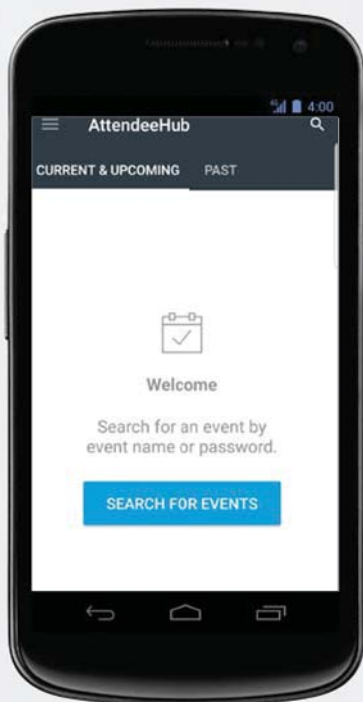 4G 4:00
AttendeeHub
CURRENT & UPCOMING PAST
Welcome
Search for an event by
event name or password.
SEARCH FOR EVENTS